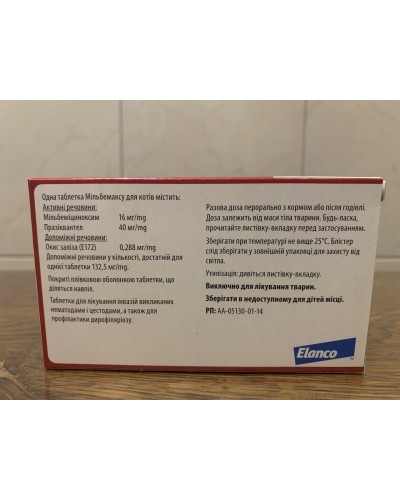 Одна таблетка Мільбемаксу для котів містить:
Активні речовини:
Мільбеміциноксим 16 мг/mg
Празіквантел 40 мг/mg
Допоміжні речовини:
Окис заліза (Е172) 0,288 мг/mg
Допоміжні речовини у кількості, достатній для
однієї таблетки 132,5 мг/mg.
Покриті плівковою оболонкою таблетки, що
діляться навпіл.
Таблетки для лікування інвазій викликаних
нематодами і цестодами, а також для
профілактики дирофіляріозу.
Разова доза перорально з кормом або після годівлі.
Доза залежить від маси тіла тварини. Будь-ласка,
прочитайте листівку-вкладку перед застосуванням.
Зберігати при температурі не вище 25°С. Блістер
слід зберігати у зовнішній упаковці для захисту від
світла.
Утилізація: дивіться листівку-вкладку.
Виключно для лікування тварин.
Зберігати в недоступному для дітей місці.
РП: АА-05130-01-14
Elanco